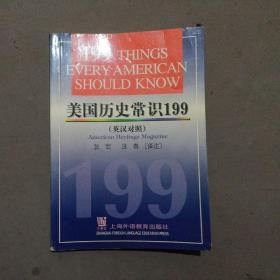 199 THINGS
EVERY AMERICAN
SHOULD KNOW
美国历史常识199
(英汉对照)
American Heritage Magazine
[译注]
199
上海外语教育出版社
SHANGHAI FOREIGN LANGUAGE EDUCATION PRESS